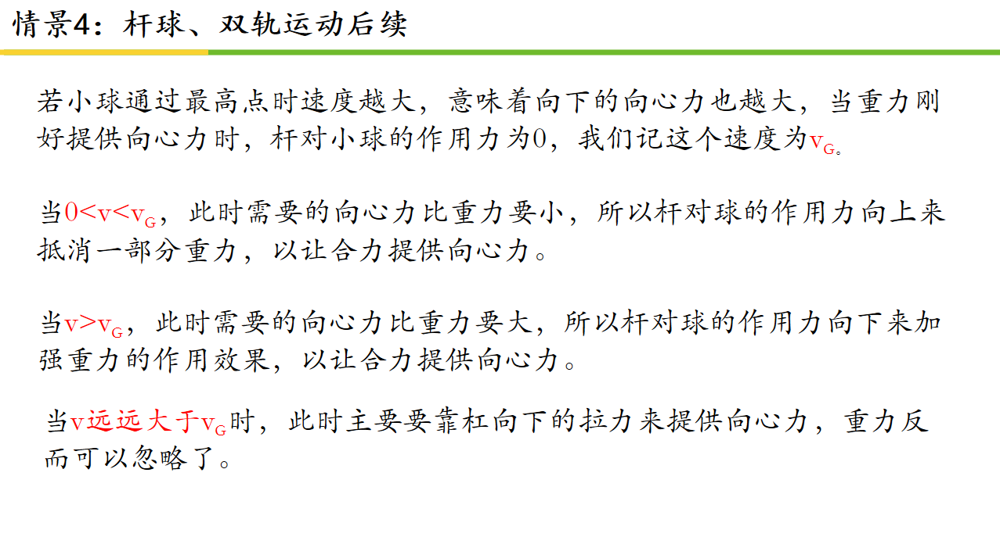 情景4：杆球、双轨运动后续
若小球通过最高点时速度越大，意味着向下的向心力也越大，当重力刚
好提供向心力时，杆对小球的作用力为0，我们记这个速度为vG。
当0<v<vG，此时需要的向心力比重力要小，所以杆对球的作用力向上来
抵消一部分重力，以让合力提供向心力。
当v>vG，此时需要的向心力比重力要大，所以杆对球的作用力向下来加
强重力的作用效果，以让合力提供向心力。
当v远远大于vG时，此时主要要靠杠向下的拉力来提供向心力，重力反
而可以忽略了。